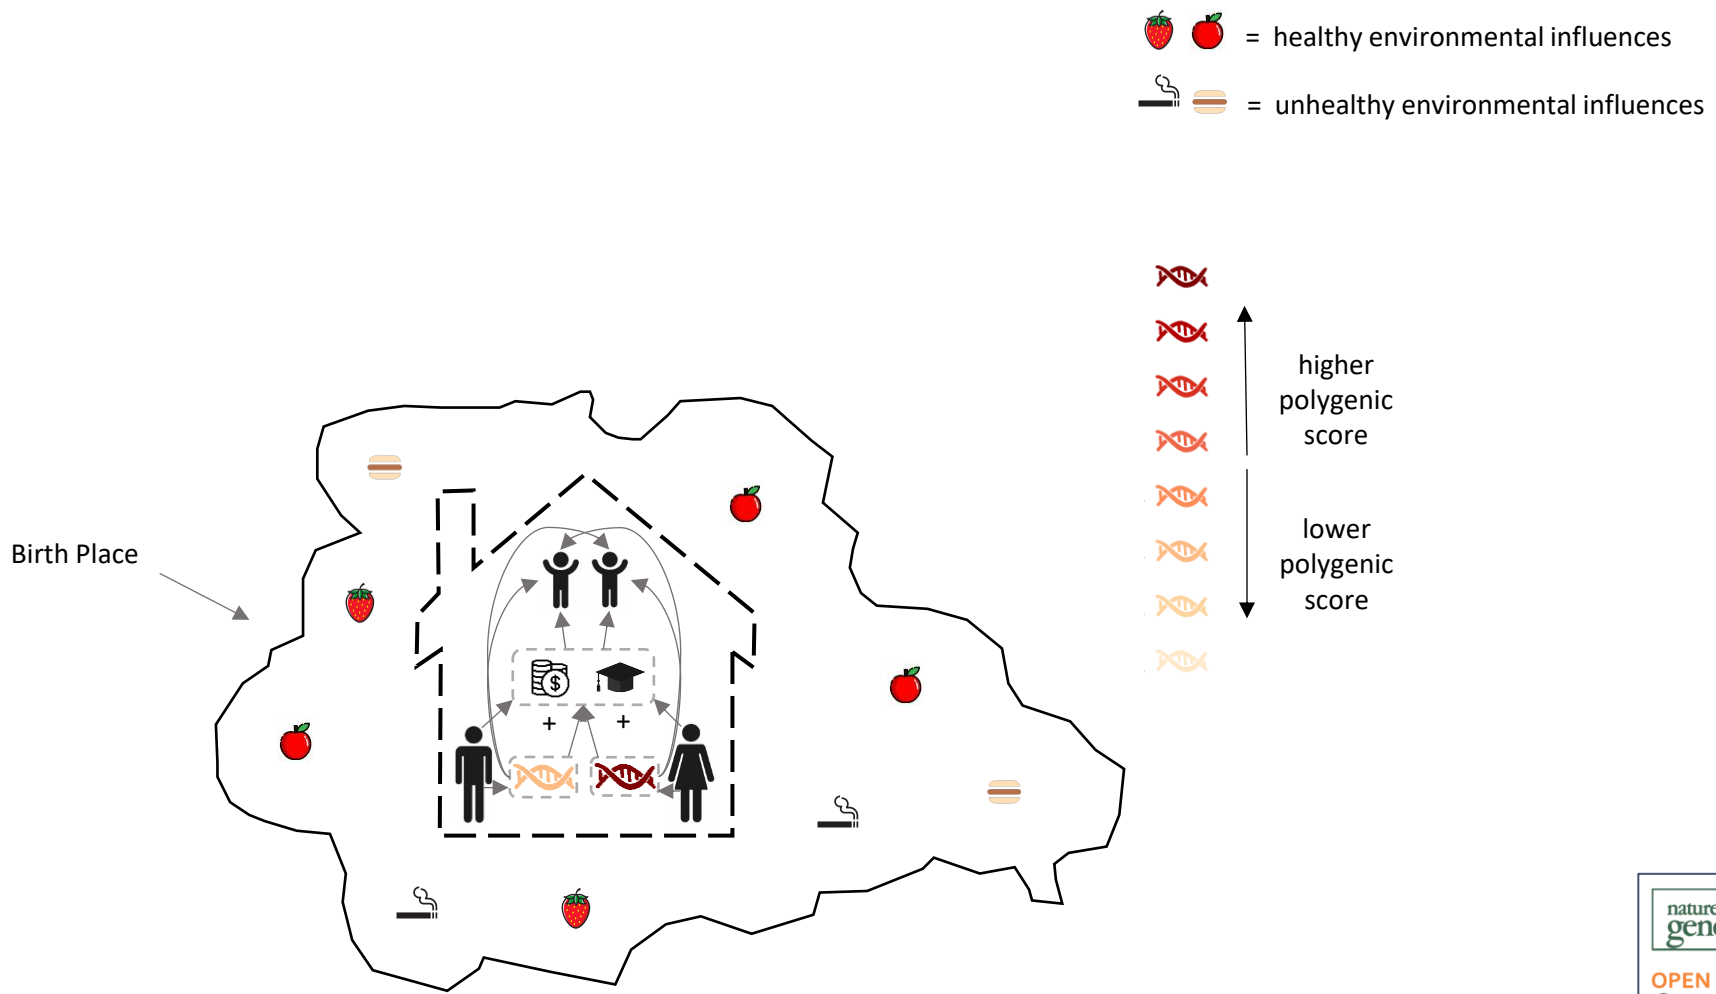 = healthy environmental influences
= unhealthy environmental influences
higher
polygenic
score
lower
polygenic
score
Birth Place
+ +
$
nature
OPEN